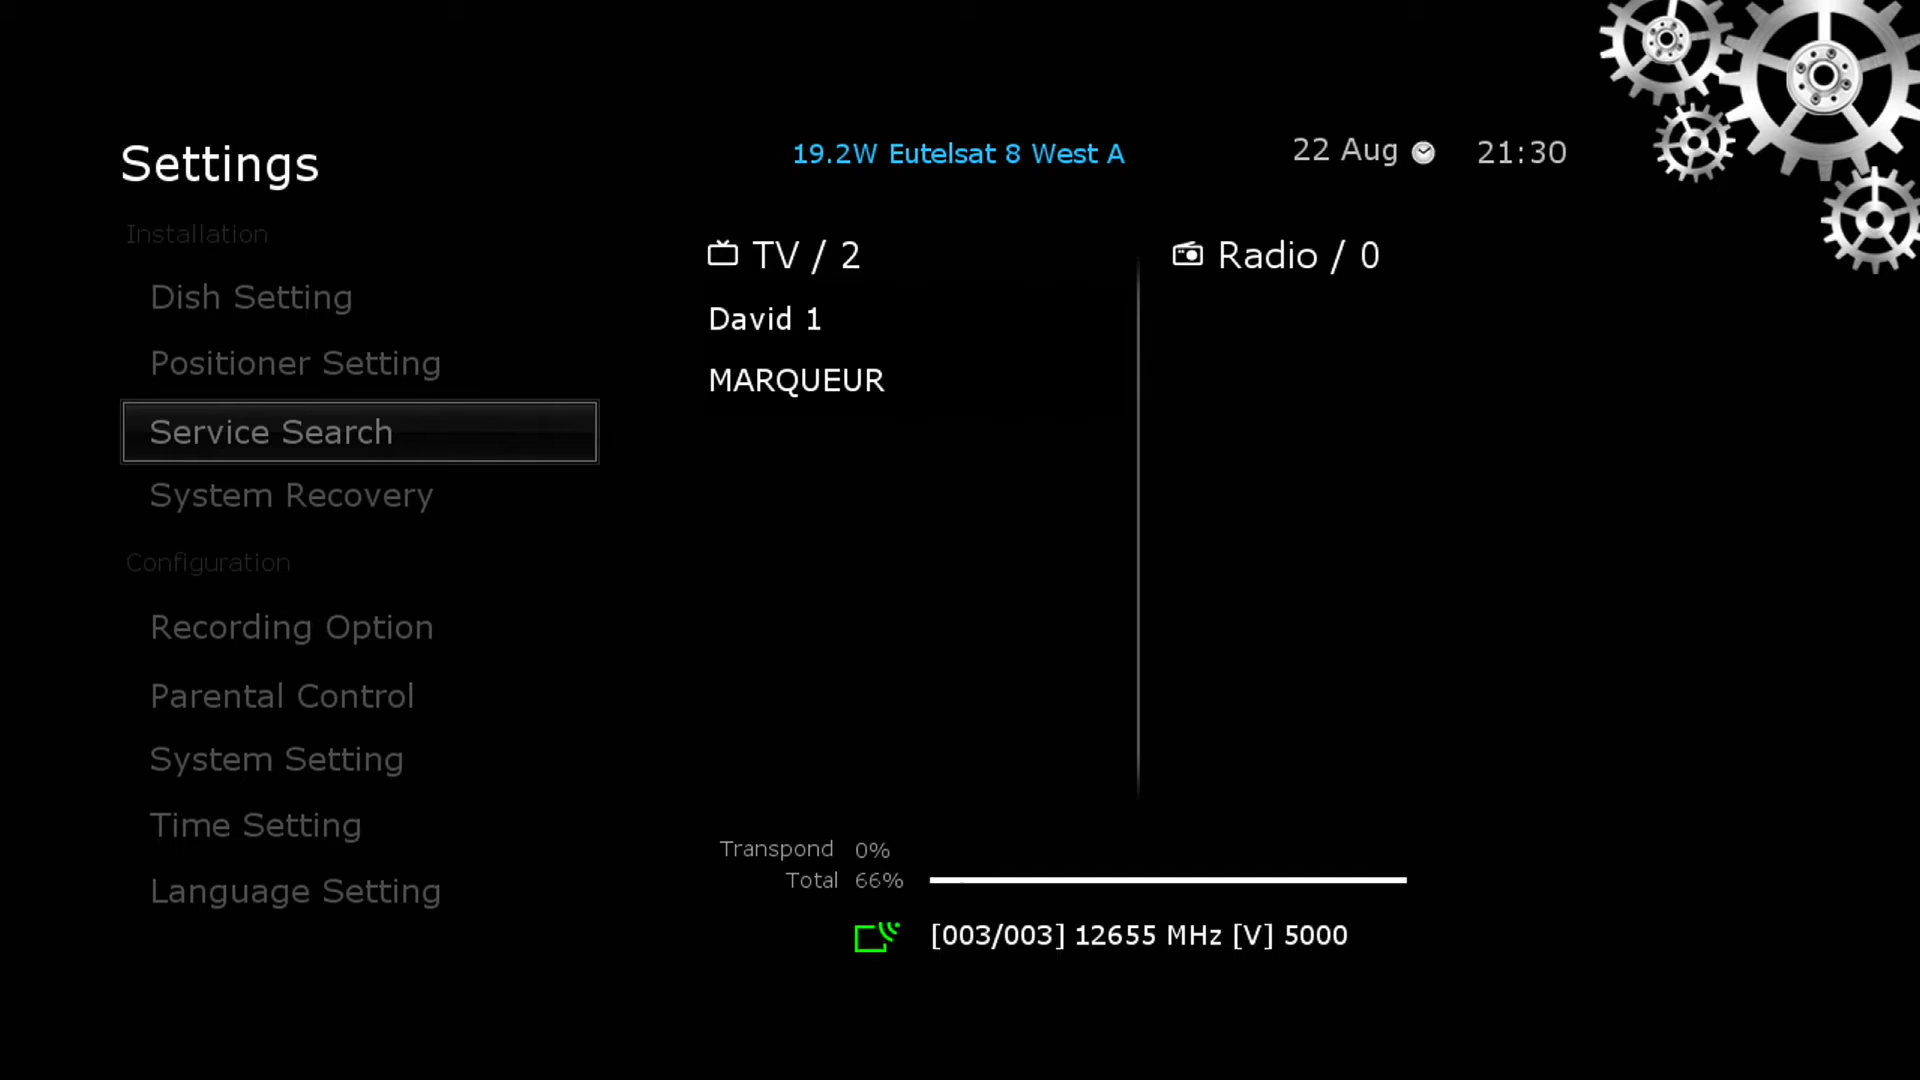 Settings
19.2W Eutelsat 8 West A
22 Aug 21:30
Installation
Dish Setting
Positioner Setting
Service Search
System Recovery
Configuration
Recording Option
Parental Control
System Setting
Time Setting
Language Setting
TV / 2
David 1
MARQUEUR
Radio / 0
Transpond 0%
Total 66%
[003/003] 12655 MHz [V] 5000